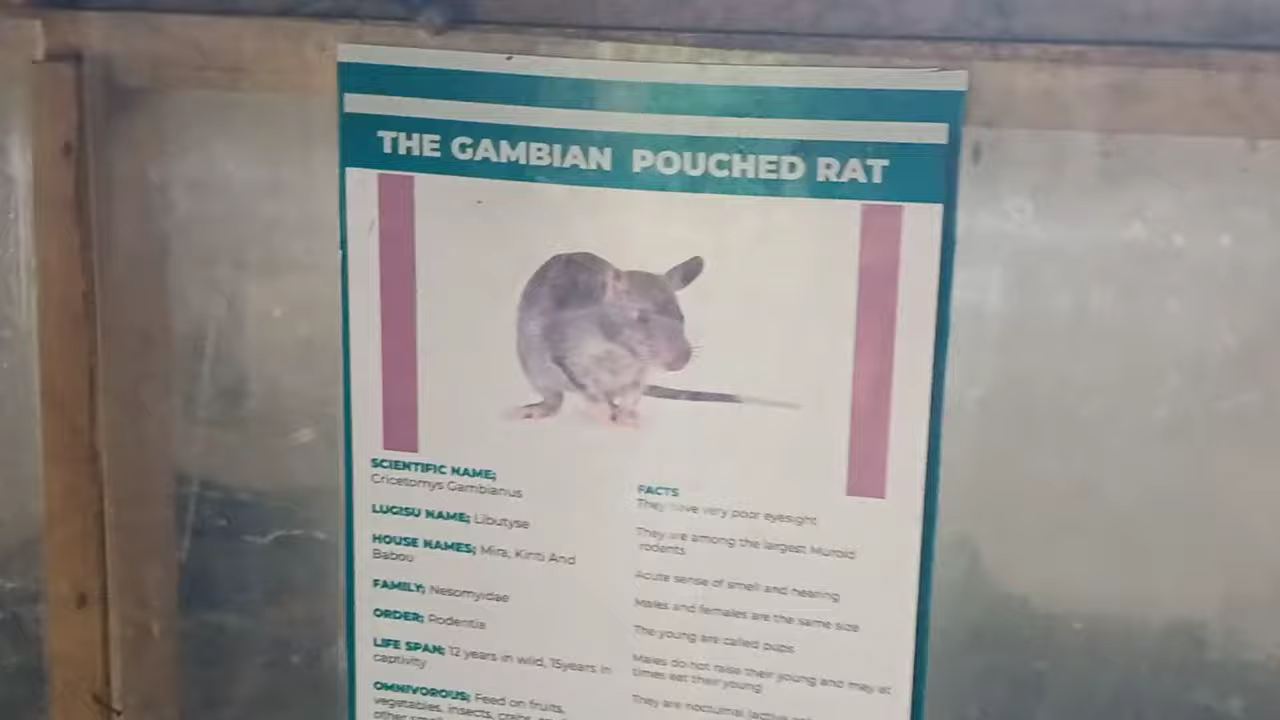 THE GAMBIAN POUCHED RAT
SCIENTIFIC NAME;
Cricetomys Gambianus
LUGISU NAME; Libutyse
HOUSE NAMES; Mira, Kiriti And
Babou
FAMILY; Nesomyidae
ORDER; Rodentia
LIFE SPAN; 12 years in wild, 15years in
captivity
OMNIVOROUS; Feed on fruits,
vegetables, insects, crabs,
other
FACTS
They have very poor eyesight
They are among the largest Muroid
rodents
Acute sense of smell and hearing
Males and females are the same size
The young are called pups
Males do not raise their young and may at
times eat their young
They are nocturnal (active